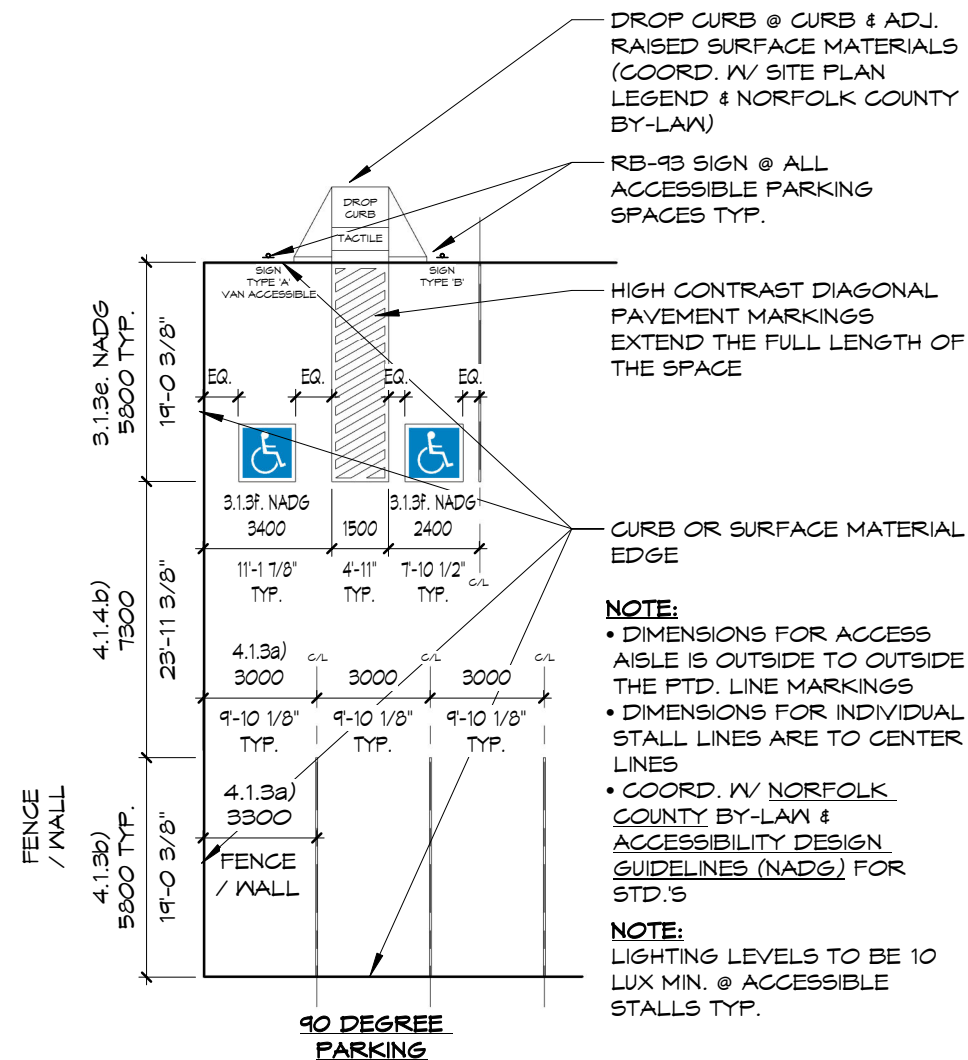 DROP CURB @ CURB & ADJ.
RAISED SURFACE MATERIALS
(COORD. W/ SITE PLAN
LEGEND & NORFOLK COUNTY
BY-LAW)
RB-93 SIGN @ ALL
ACCESSIBLE PARKING
SPACES TYP.
DROP
CURB
TACTILE
SIGN
TYPE 'A'
VAN ACCESSIBLE
SIGN
TYPE 'B'
HIGH CONTRAST DIAGONAL
PAVEMENT MARKINGS
EXTEND THE FULL LENGTH OF
THE SPACE
3.1.3e. NADG
5800 TYP.
19'-0 3/8"
EQ.
EQ.
EQ.
EQ.
3.1.3f. NADG
3400
1500
3.1.3f. NADG
2400
11'-1 7/8"
TYP.
4'-11"
TYP.
7'-10 1/2"
TYP.
C/L
CURB OR SURFACE MATERIAL
EDGE
4.1.4.b)
7300
23'-11 3/8"
4.1.3a)
3000
C/L
3000
C/L
3000
C/L
9'-10 1/8"
TYP.
9'-10 1/8"
TYP.
9'-10 1/8"
TYP.
NOTE:
• DIMENSIONS FOR ACCESS
AISLE IS OUTSIDE TO OUTSIDE
THE PTD. LINE MARKINGS
• DIMENSIONS FOR INDIVIDUAL
STALL LINES ARE TO CENTER
LINES
• COORD. W/ NORFOLK
COUNTY BY-LAW &
ACCESSIBILITY DESIGN
GUIDELINES (NADG) FOR
STD.'S
NOTE:
LIGHTING LEVELS TO BE 10
LUX MIN. @ ACCESSIBLE
STALLS TYP.
FENCE
/ WALL
4.1.3b)
5800 TYP.
19'-0 3/8"
4.1.3a)
3300
FENCE
/ WALL
90 DEGREE
PARKING